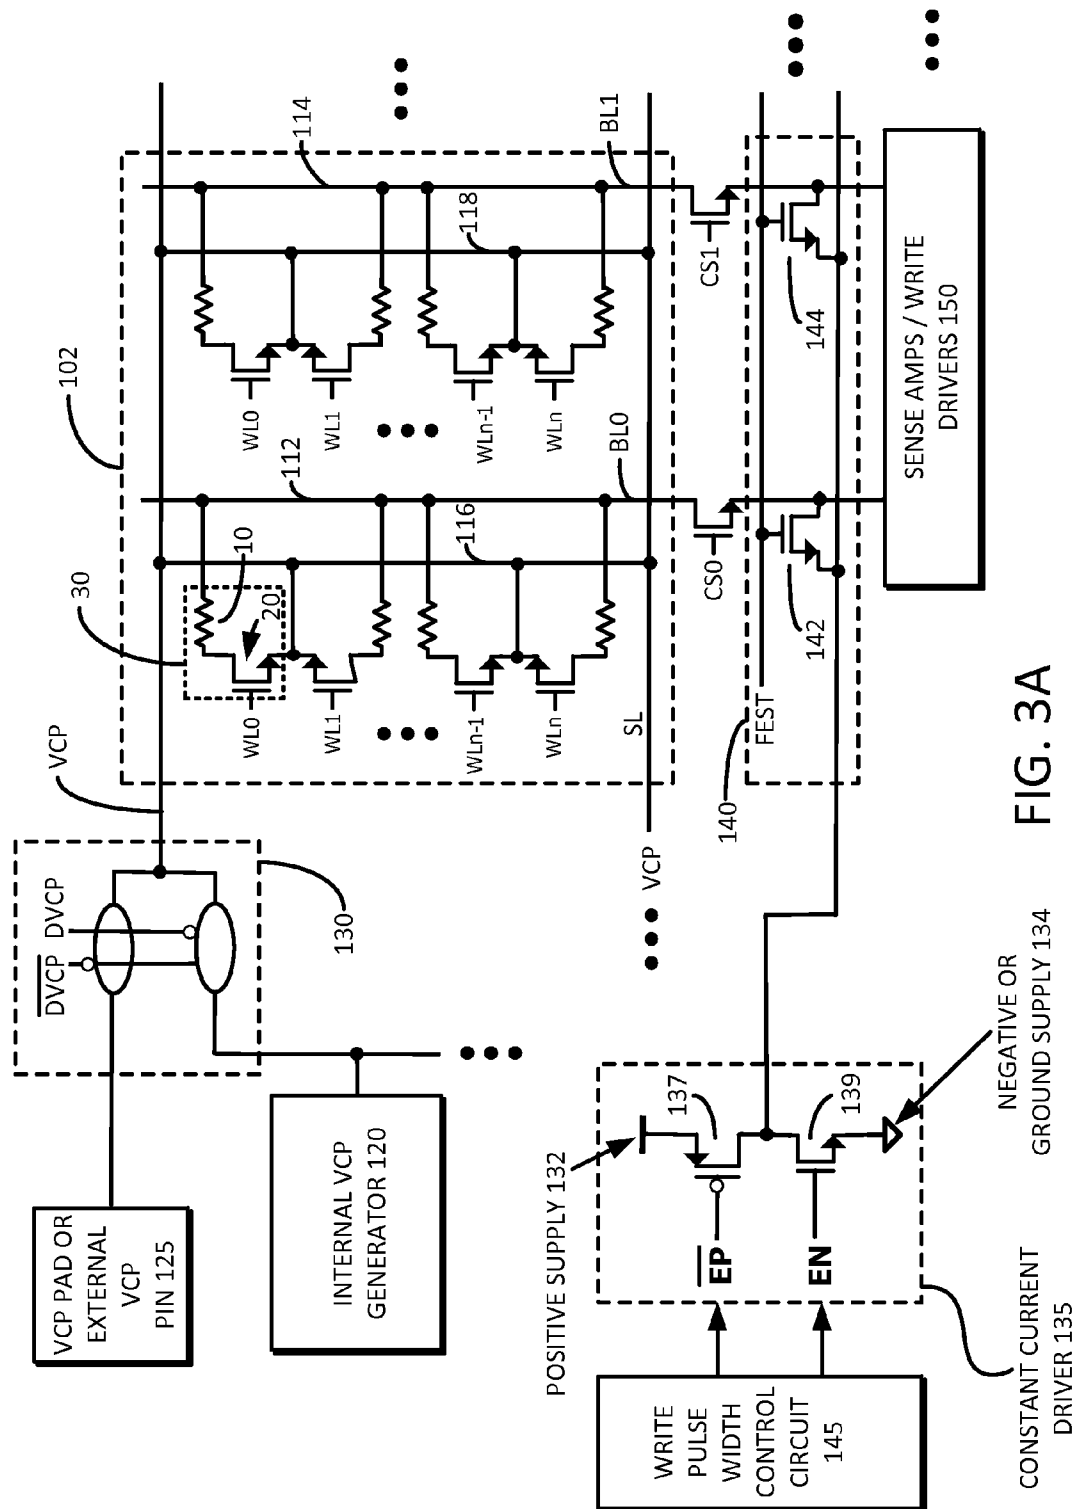 VCP PAD OR
EXTERNAL
VCP
PIN 125
INTERNAL VCP
GENERATOR 120
DVCP
DVCP
130
VCP
30
102
10
20
112
114
116
118
WL0
WL1
WLn-1
WLn
WL0
WL1
WLn-1
WLn
SL
BL0
BL1
VCP
CS0
CS1
140
FEST
142
144
SENSE AMPS / WRITE
DRIVERS 150
POSITIVE SUPPLY 132
137
139
EP
EN
NEGATIVE OR
GROUND SUPPLY 134
WRITE
PULSE
WIDTH
CONTROL
CIRCUIT
145
CONSTANT CURRENT
DRIVER 135
FIG. 3A